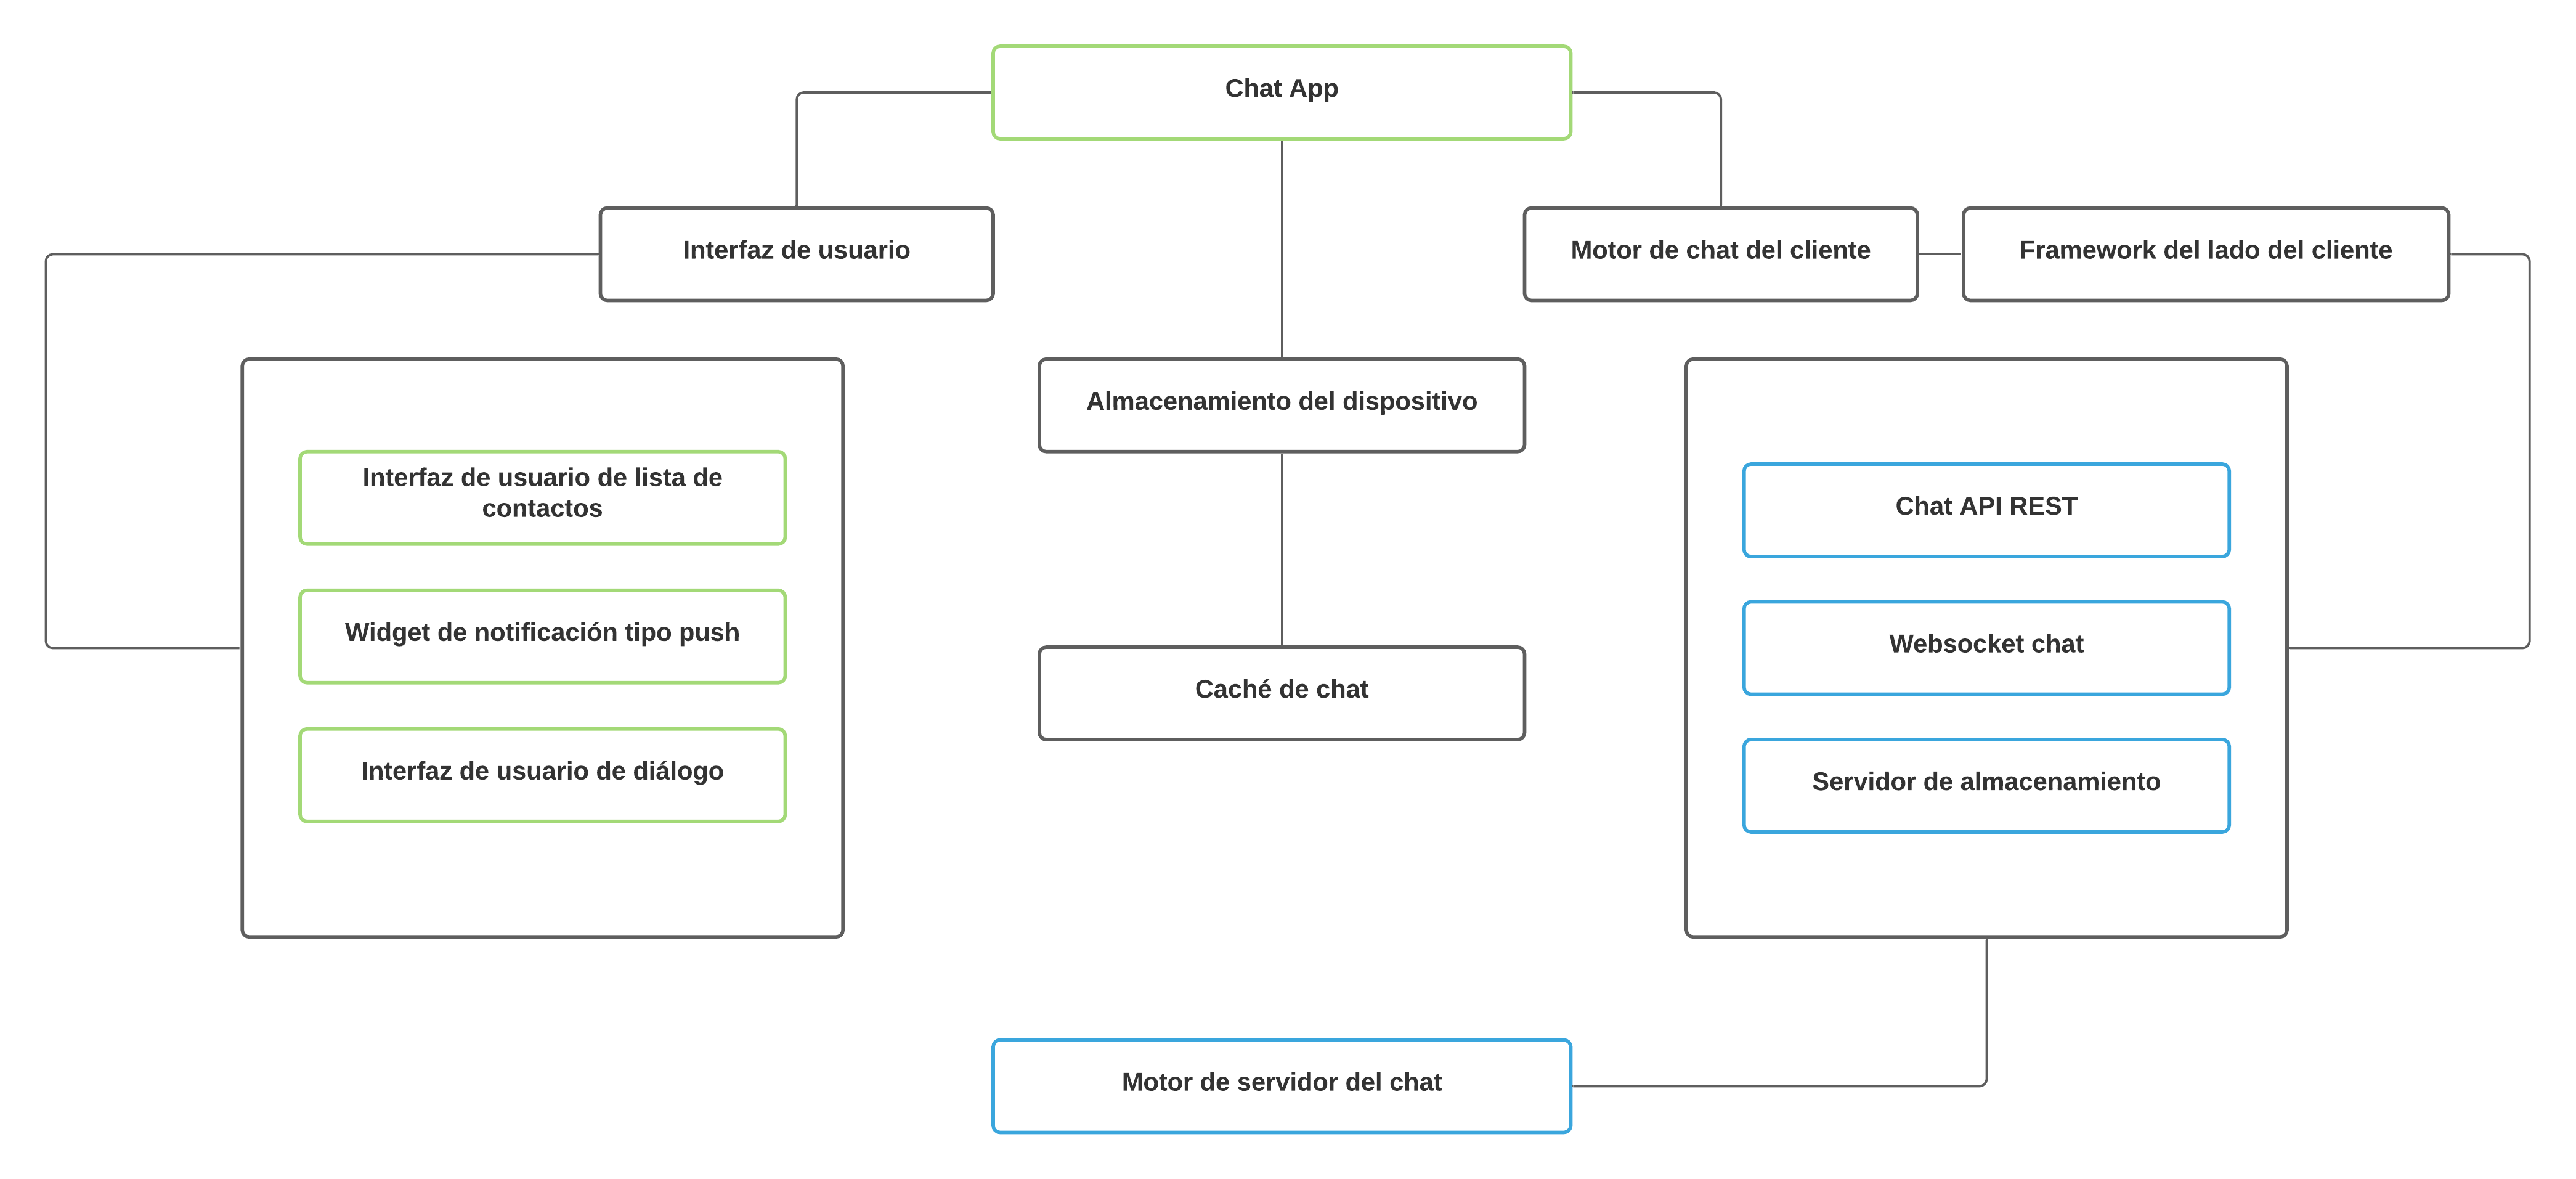 Chat App
Interfaz de usuario
Motor de chat del cliente
Framework del lado del cliente
Almacenamiento del dispositivo
Interfaz de usuario de lista de
contactos
Widget de notificación tipo push
Interfaz de usuario de diálogo
Caché de chat
Chat API REST
Websocket chat
Servidor de almacenamiento
Motor de servidor del chat